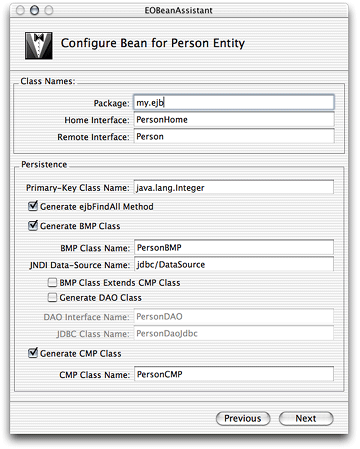 EOBeanAssistant
Configure Bean for Person Entity
Class Names:
Package: my.ejb
Home Interface: PersonHome
Remote Interface: Person
Persistence
Primary-Key Class Name: java.lang.Integer
Generate ejbFindAll Method
Generate BMP Class
BMP Class Name: PersonBMP
JNDI Data-Source Name: jdbc/DataSource
BMP Class Extends CMP Class
Generate DAO Class
DAO Interface Name: PersonDAO
JDBC Class Name: PersonDaoJdbc
Generate CMP Class
CMP Class Name: PersonCMP
Previous Next